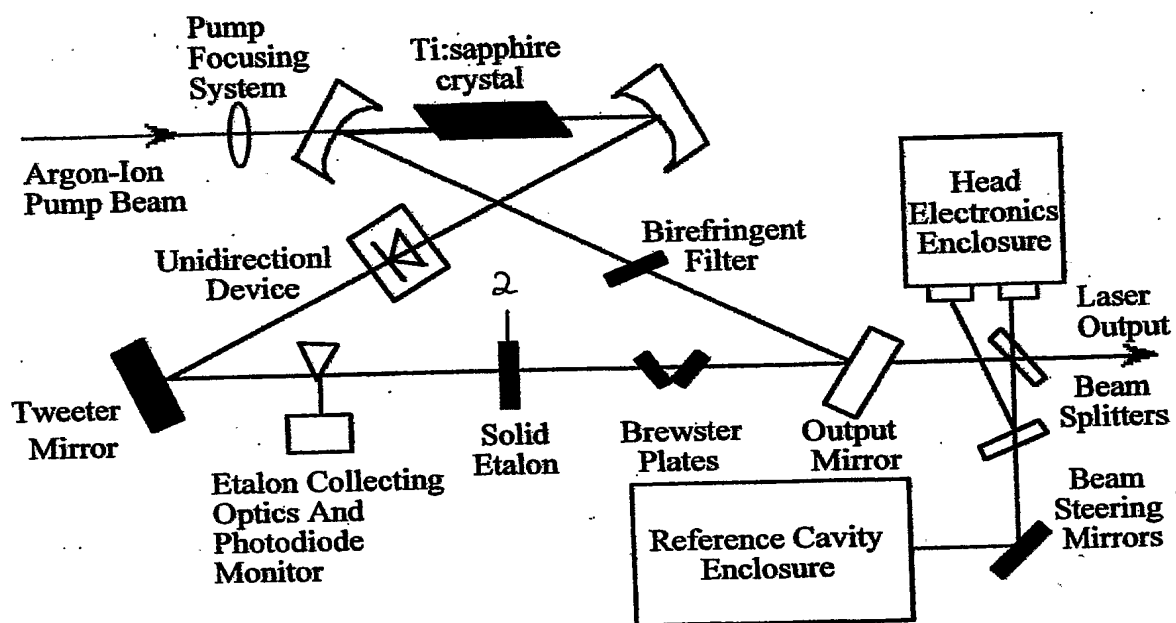 Pump
Focusing
System
Ti:sapphire
crystal
Argon-Ion
Pump Beam
Head
Electronics
Enclosure
Unidirectionl
Device
Birefringent
Filter
2
Laser
Output
Tweeter
Mirror
Solid
Etalon
Brewster
Plates
Output
Mirror
Beam
Splitters
Etalon Collecting
Optics And
Photodiode
Monitor
Reference Cavity
Enclosure
Beam
Steering
Mirrors